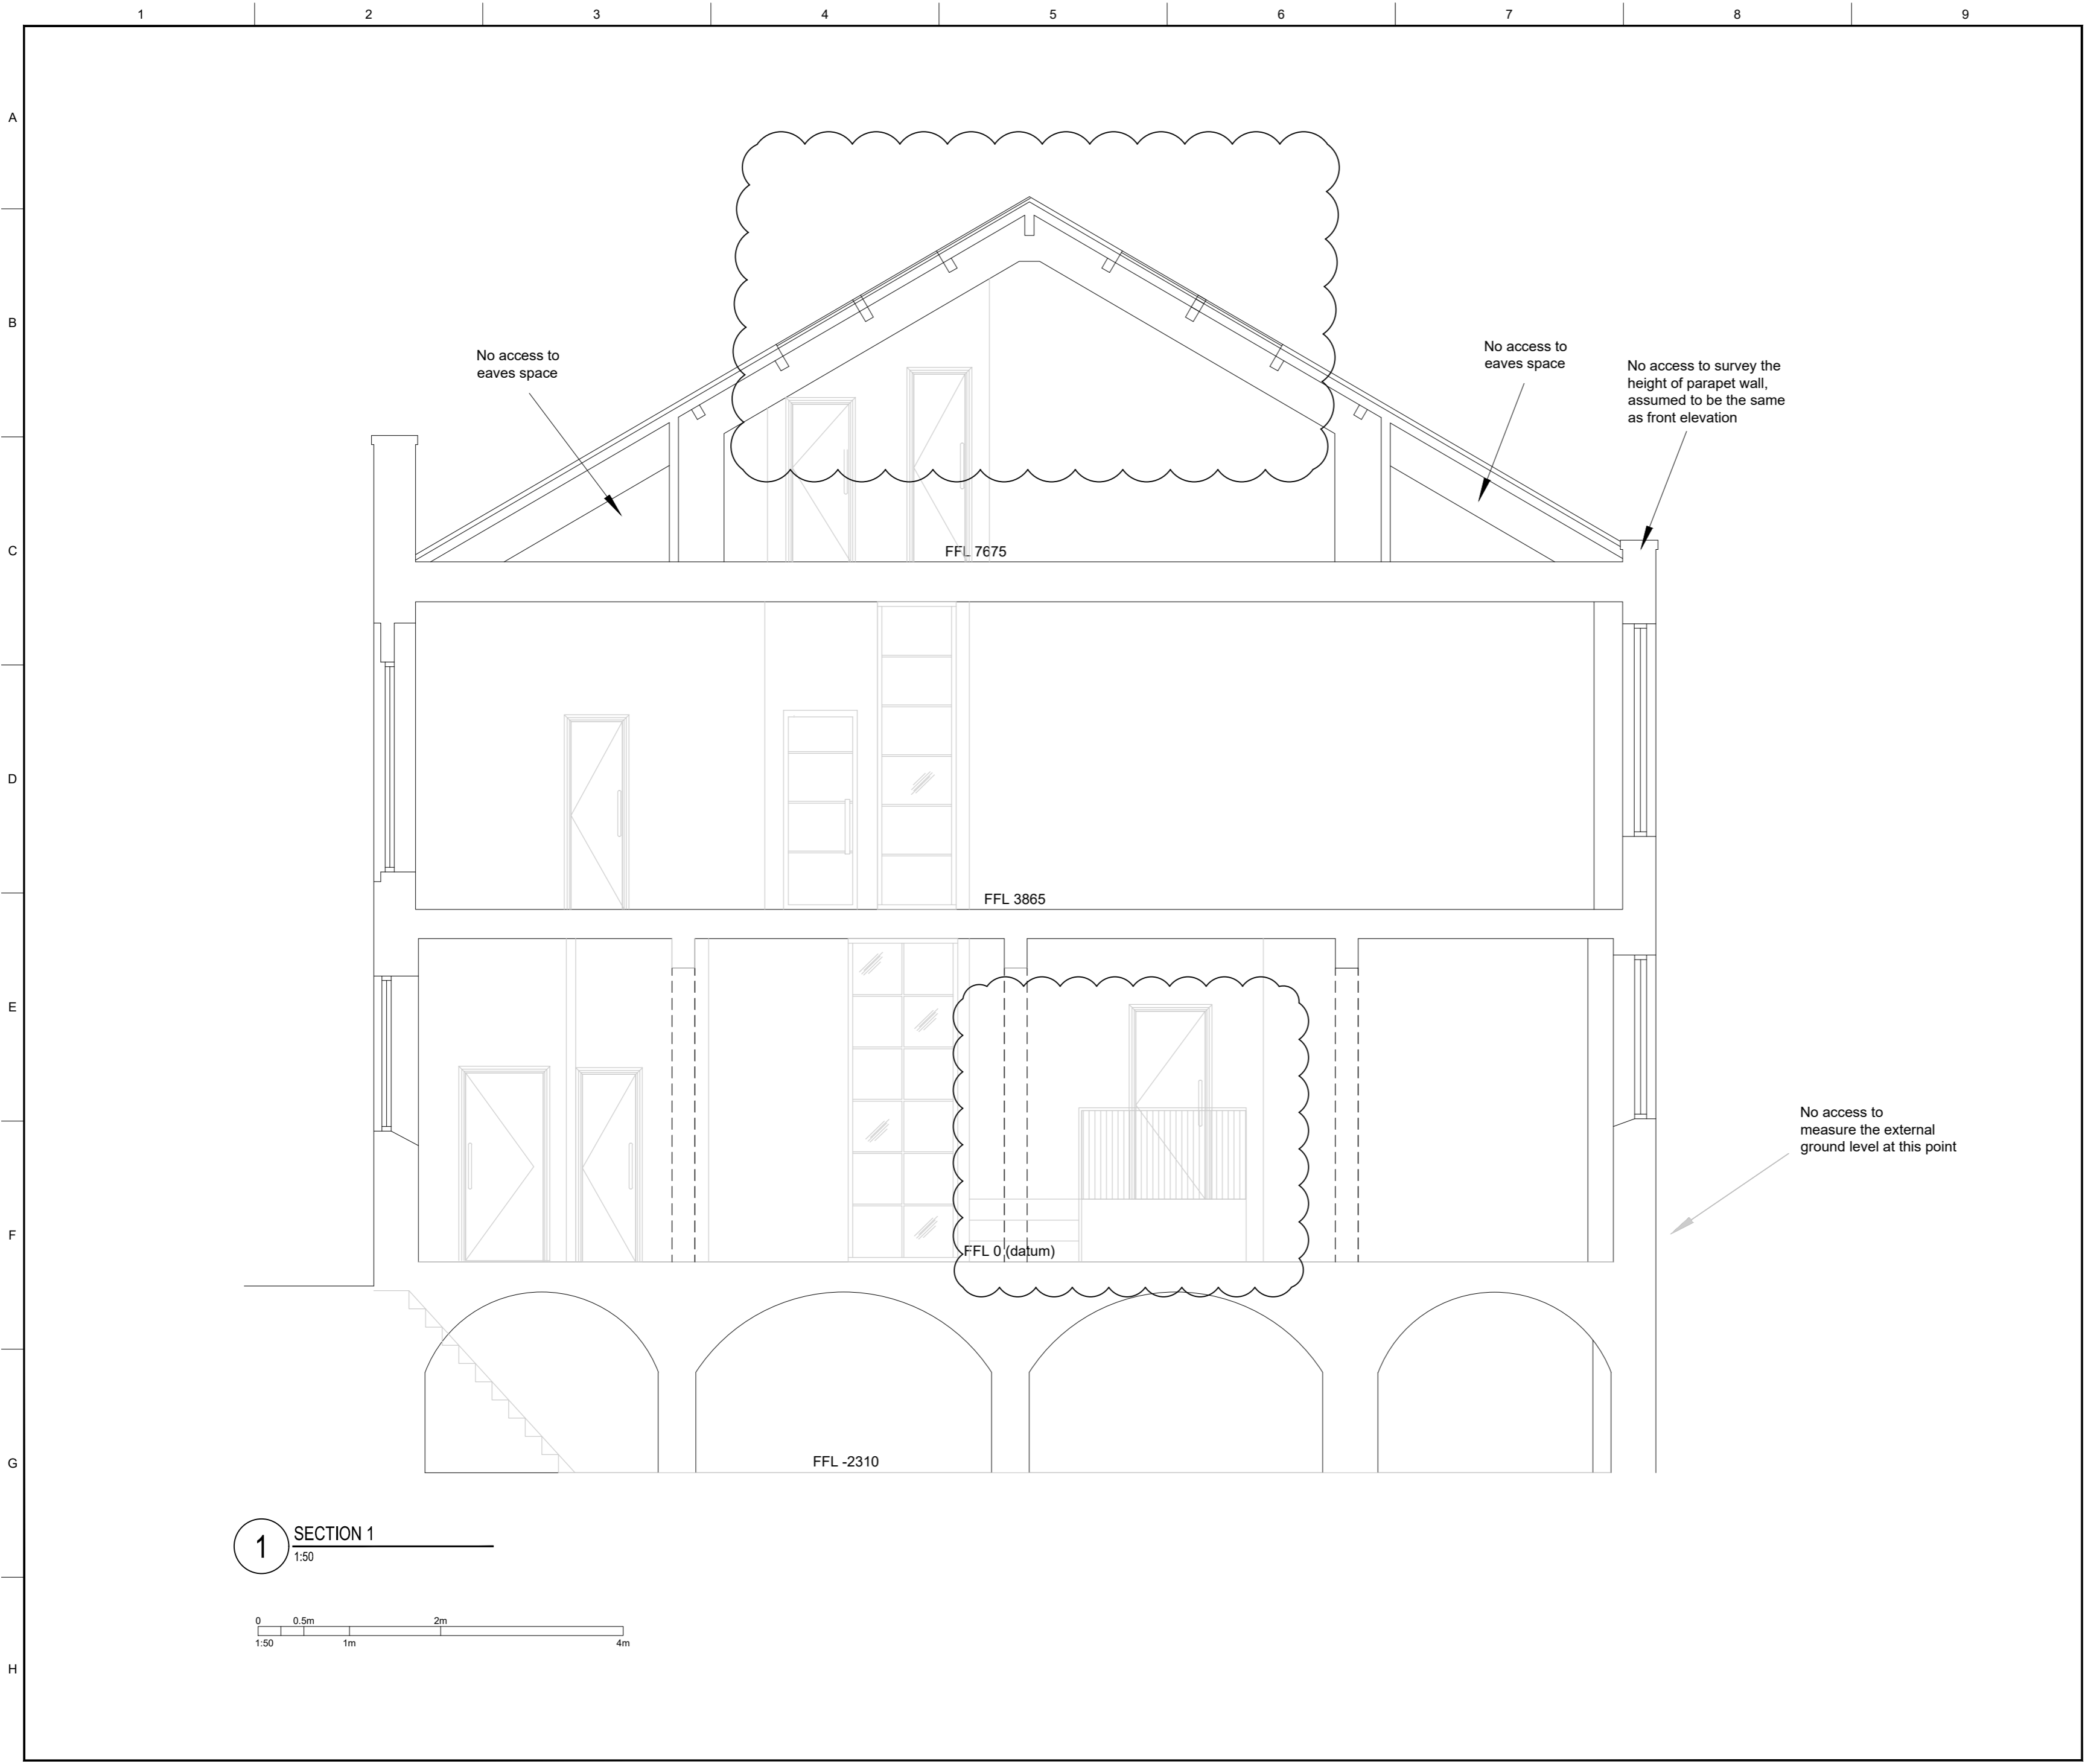 1 2 3 4 5 6 7 8 9
A
B
C
D
E
F
G
H
No access to
eaves space
No access to
eaves space
No access to survey the
height of parapet wall,
assumed to be the same
as front elevation
FFL 7675
FFL 3865
No access to
measure the external
ground level at this point
FFL 0 (datum)
FFL -2310
1
SECTION 1
1:50
0 0.5m 2m
1:50 1m 4m